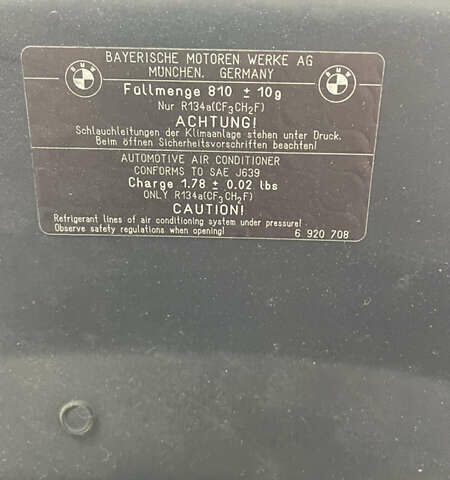 BAYERISCHE MOTOREN WERKE AG
MÜNCHEN, GERMANY
BMW
BMW
Füllmenge 810 ± 10g
Nur R134a(CF₃CH₂F)
ACHTUNG!
Schlauchleitungen der Klimaanlage stehen unter Druck.
Beim öffnen Sicherheitsvorschriften beachten!
AUTOMOTIVE AIR CONDITIONER
CONFORMS TO SAE J639
Charge 1.78 ± 0.02 lbs
ONLY R134a(CF₃CH₂F)
CAUTION!
Refrigerant lines of air conditioning system under pressure!
Observe safety regulations when opening!
6 920 708